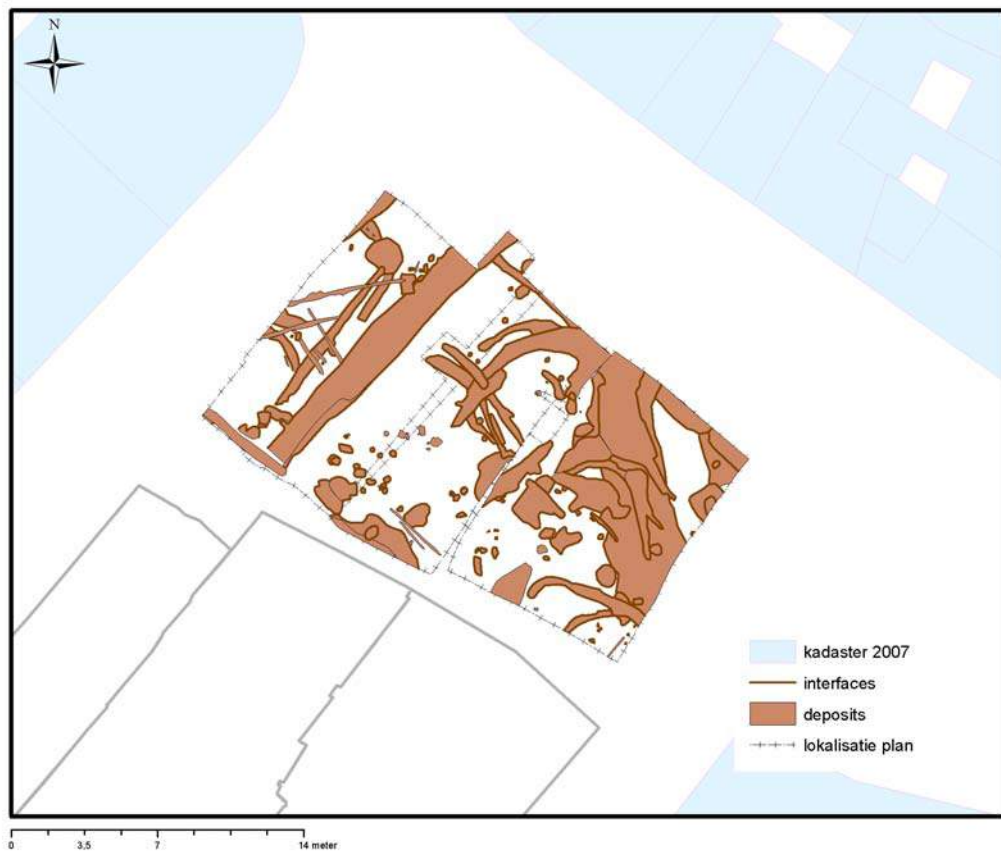 N
kadaster 2007
interfaces
deposits
lokalisatie plan
0 3,5 7 14 meter